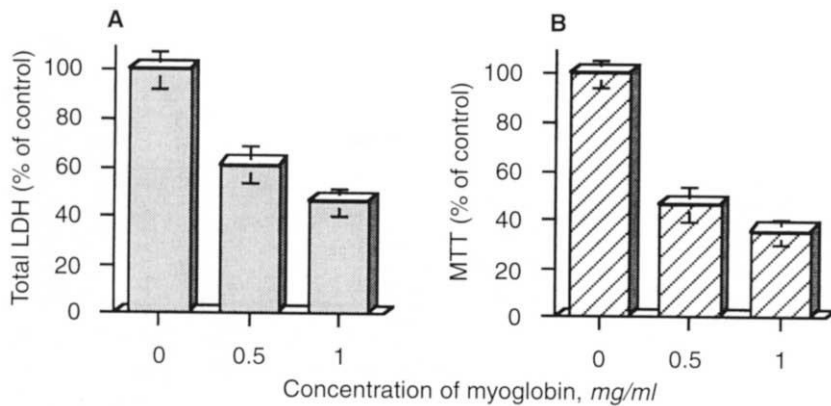 A
Total LDH (% of control)
100
80
60
40
20
0
0 0.5 1
B
MTT (% of control)
100
80
60
40
20
0
0 0.5 1
Concentration of myoglobin, mg/ml